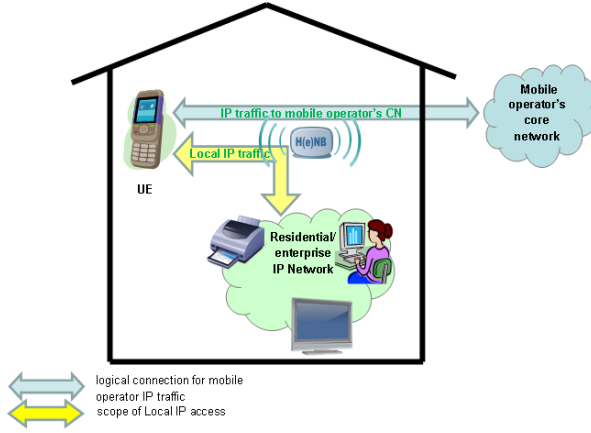 Mobile
operator's
core
network
IP traffic to mobile operator's CN
H(e)NB
Local IP traffic
UE
Residential/
enterprise
IP Network
logical connection for mobile
operator IP traffic
scope of Local IP access